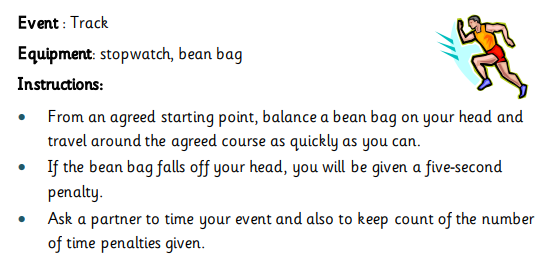 Event : Track
Equipment: stopwatch, bean bag
Instructions:
• From an agreed starting point, balance a bean bag on your head and
travel around the agreed course as quickly as you can.
• If the bean bag falls off your head, you will be given a five-second
penalty.
• Ask a partner to time your event and also to keep count of the number
of time penalties given.